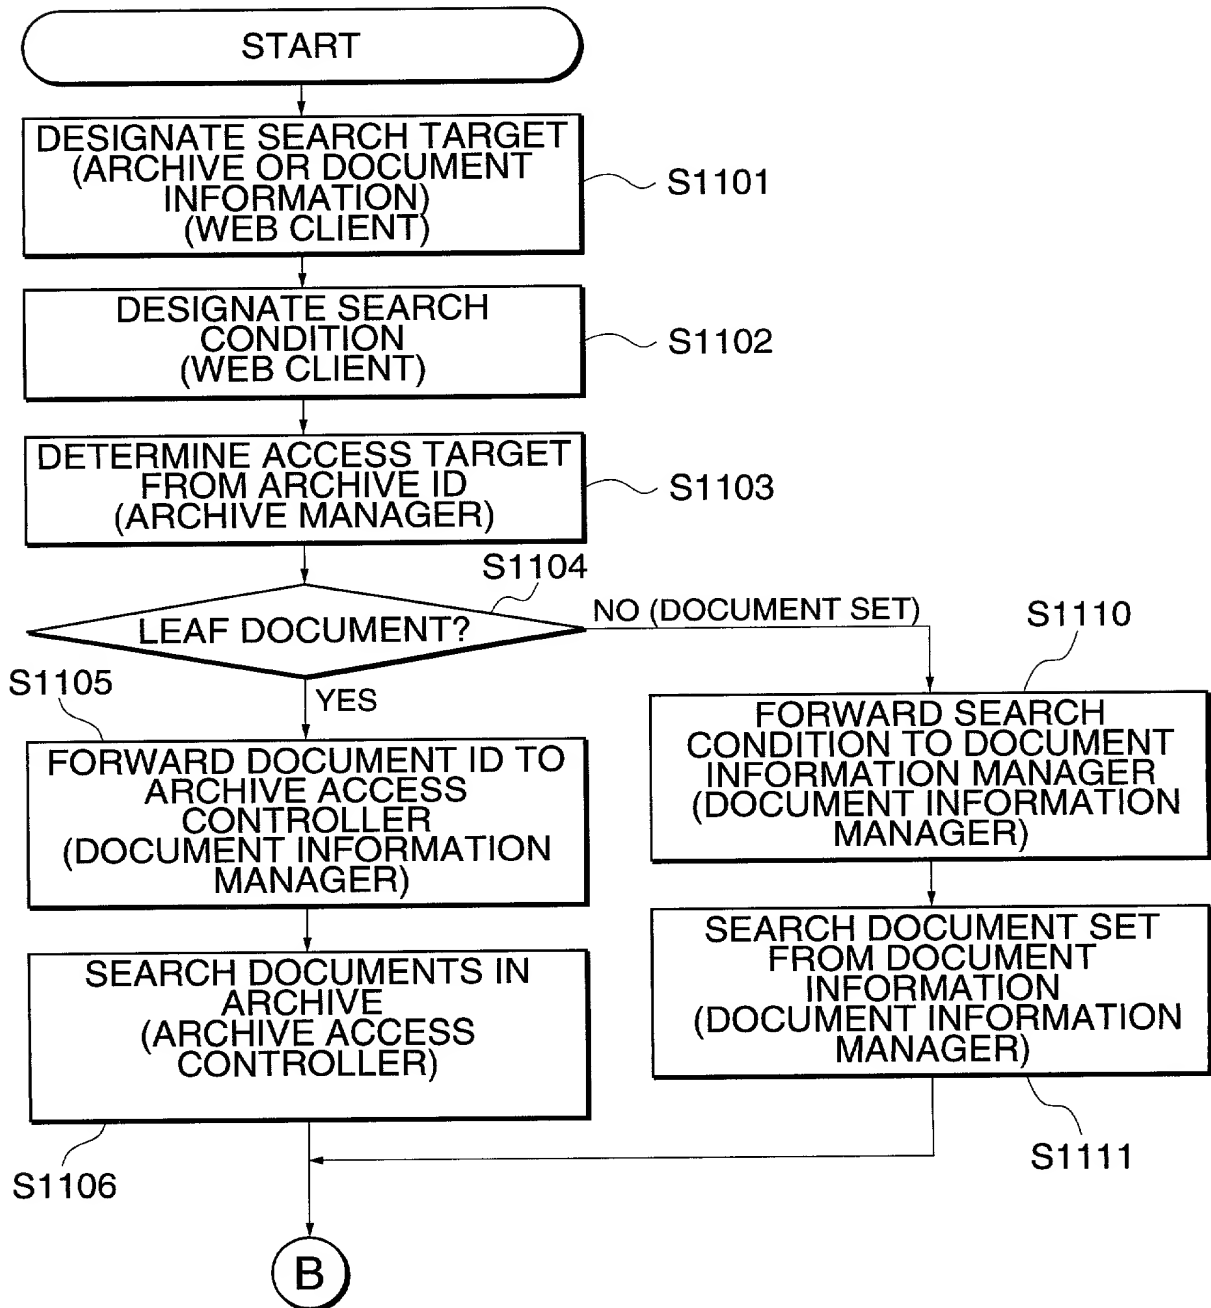 START
DESIGNATE SEARCH TARGET
(ARCHIVE OR DOCUMENT
INFORMATION)
(WEB CLIENT)
S1101
DESIGNATE SEARCH
CONDITION
(WEB CLIENT)
S1102
DETERMINE ACCESS TARGET
FROM ARCHIVE ID
(ARCHIVE MANAGER)
S1103
S1104
LEAF DOCUMENT?
NO (DOCUMENT SET)
YES
S1105
FORWARD DOCUMENT ID TO
ARCHIVE ACCESS
CONTROLLER
(DOCUMENT INFORMATION
MANAGER)
SEARCH DOCUMENTS IN
ARCHIVE
(ARCHIVE ACCESS
CONTROLLER)
S1106
S1110
FORWARD SEARCH
CONDITION TO DOCUMENT
INFORMATION MANAGER
(DOCUMENT INFORMATION
MANAGER)
SEARCH DOCUMENT SET
FROM DOCUMENT
INFORMATION
(DOCUMENT INFORMATION
MANAGER)
S1111
B